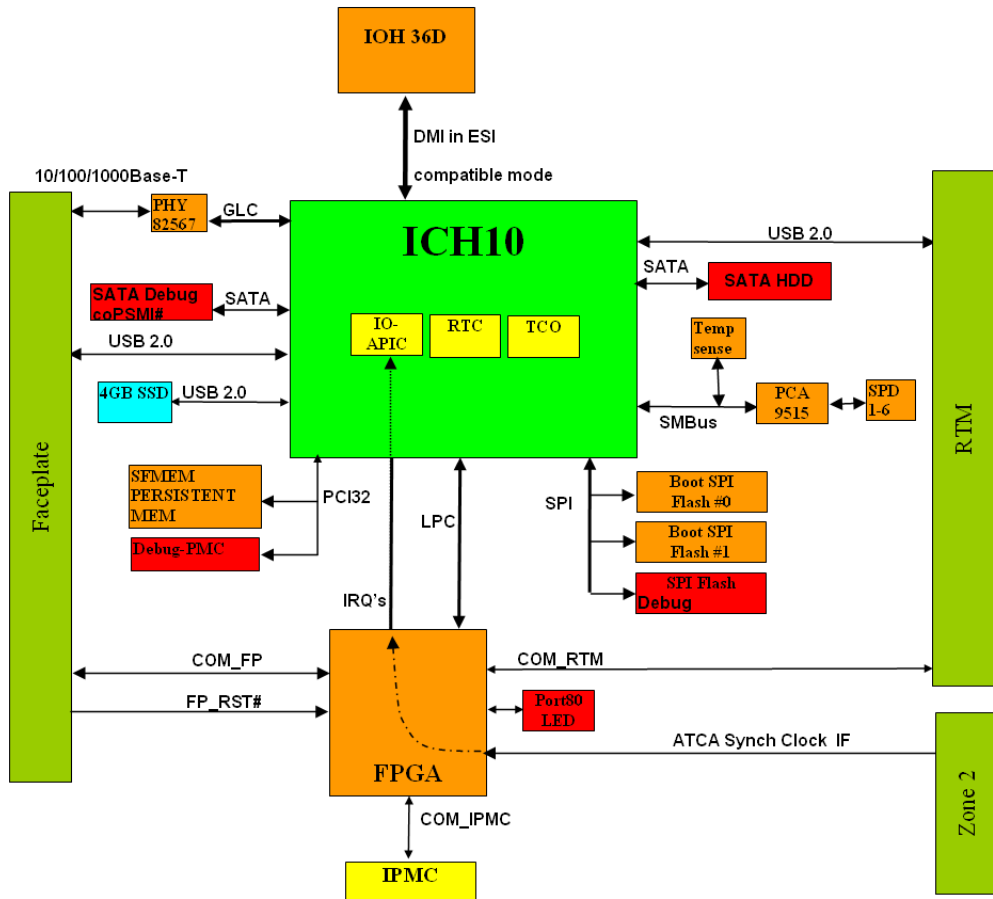 IOH 36D
DMI in ESI
compatible mode
10/100/1000Base-T
PHY
82567
GLC
ICH10
USB 2.0
SATA
SATA HDD
SATA Debug
coPSMI#
SATA
IO-
APIC
RTC
TCO
Temp
sense
USB 2.0
4GB SSD
USB 2.0
PCA
9515
SPD
1-6
SMBus
Faceplate
RTM
SFMEM
PERSISTENT
MEM
PCI32
LPC
SPI
Boot SPI
Flash #0
Boot SPI
Flash #1
Debug-PMC
SPI Flash
Debug
IRQ's
COM_FP
COM_RTM
FP_RST#
Port80
LED
ATCA Synch Clock IF
FPGA
Zone 2
COM_IPMC
IPMC